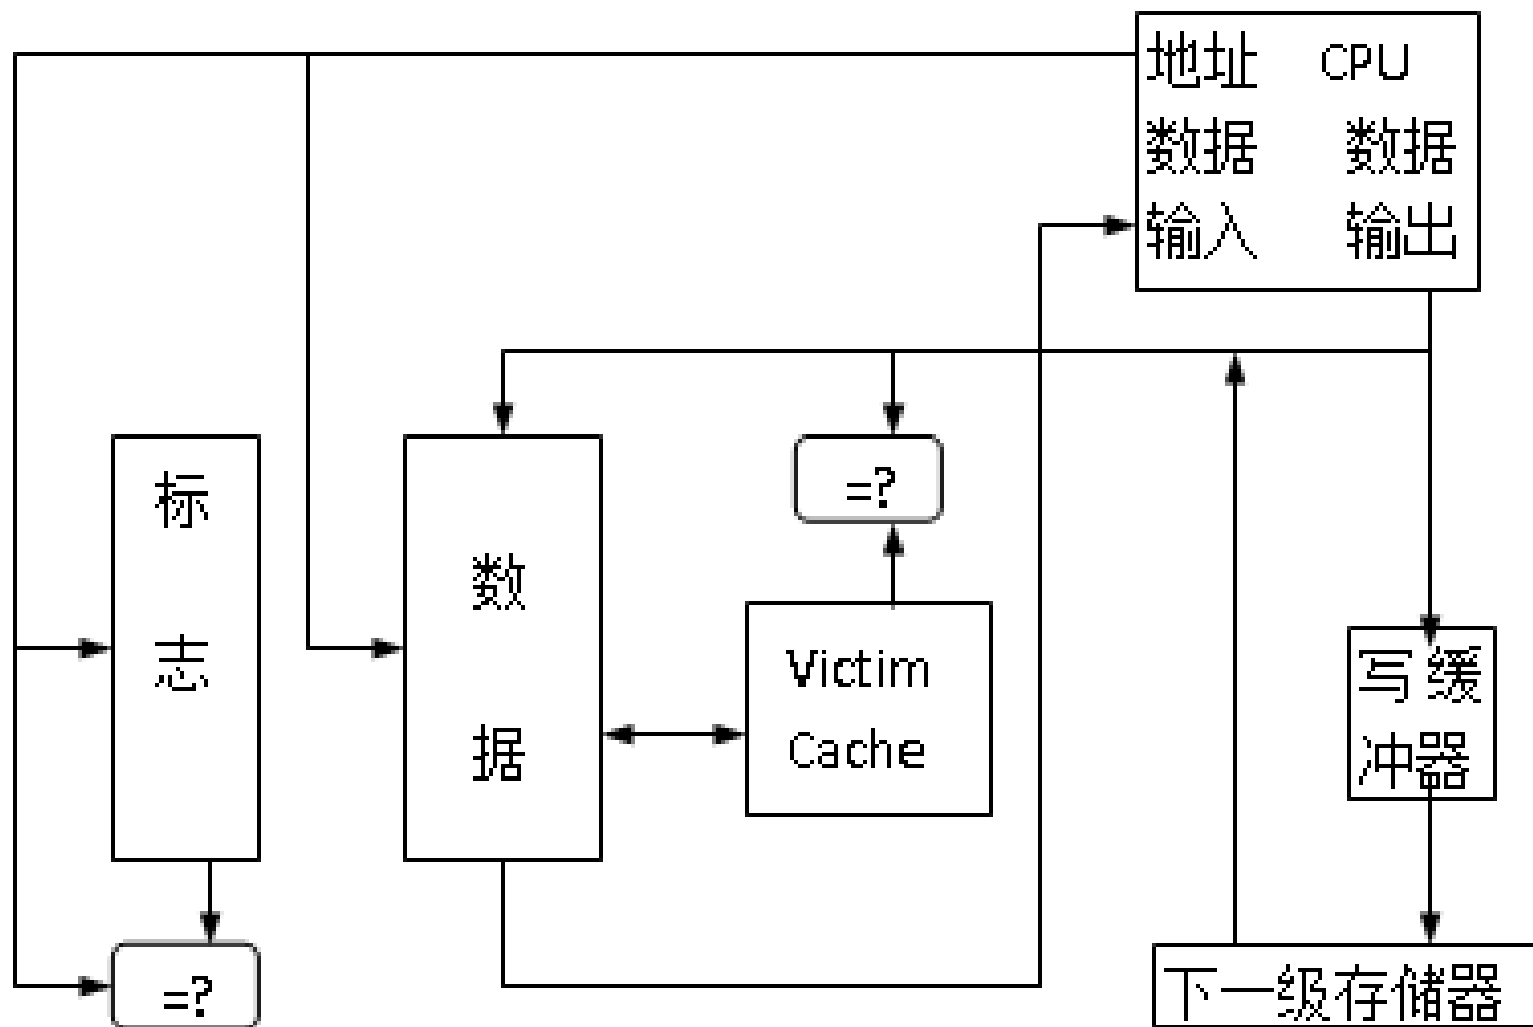 地址 CPU
数据 数据
输入 输出
标
志
=?
数
据
=?
Victim
Cache
写缓
冲器
=?
下一级存储器